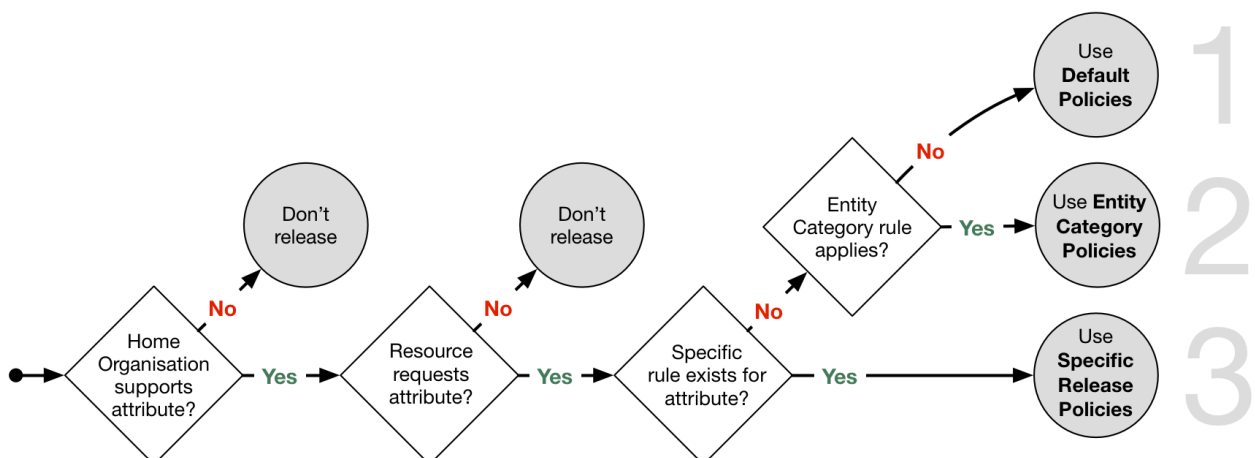 Home
Organisation
supports
attribute?
No
Don’t
release
Yes
Resource
requests
attribute?
No
Don’t
release
Yes
Specific
rule exists for
attribute?
No
Entity
Category rule
applies?
No
Use
Default
Policies
1
Yes
Use Entity
Category
Policies
2
Yes
Use
Specific
Release
Policies
3